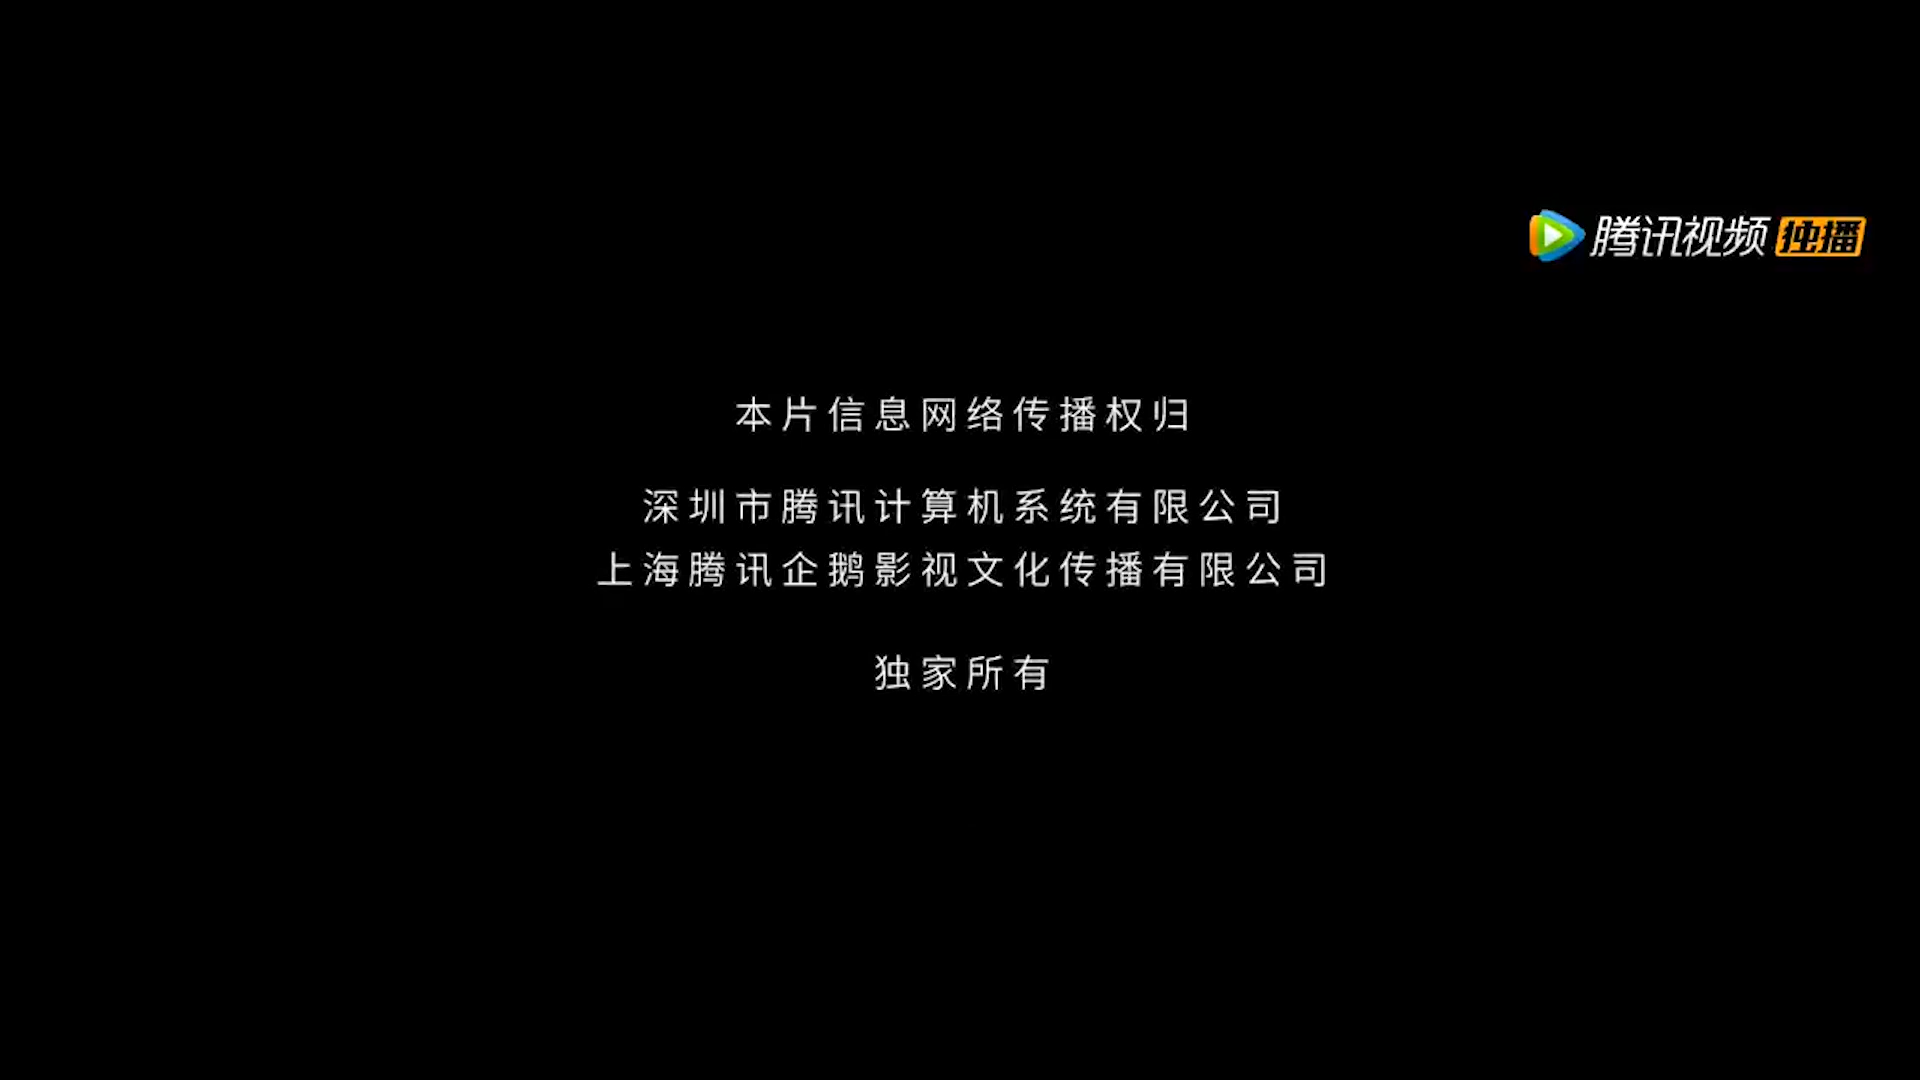 腾讯视频 独播
本片信息网络传播权归
深圳市腾讯计算机系统有限公司
上海腾讯企鹅影视文化传播有限公司
独家所有